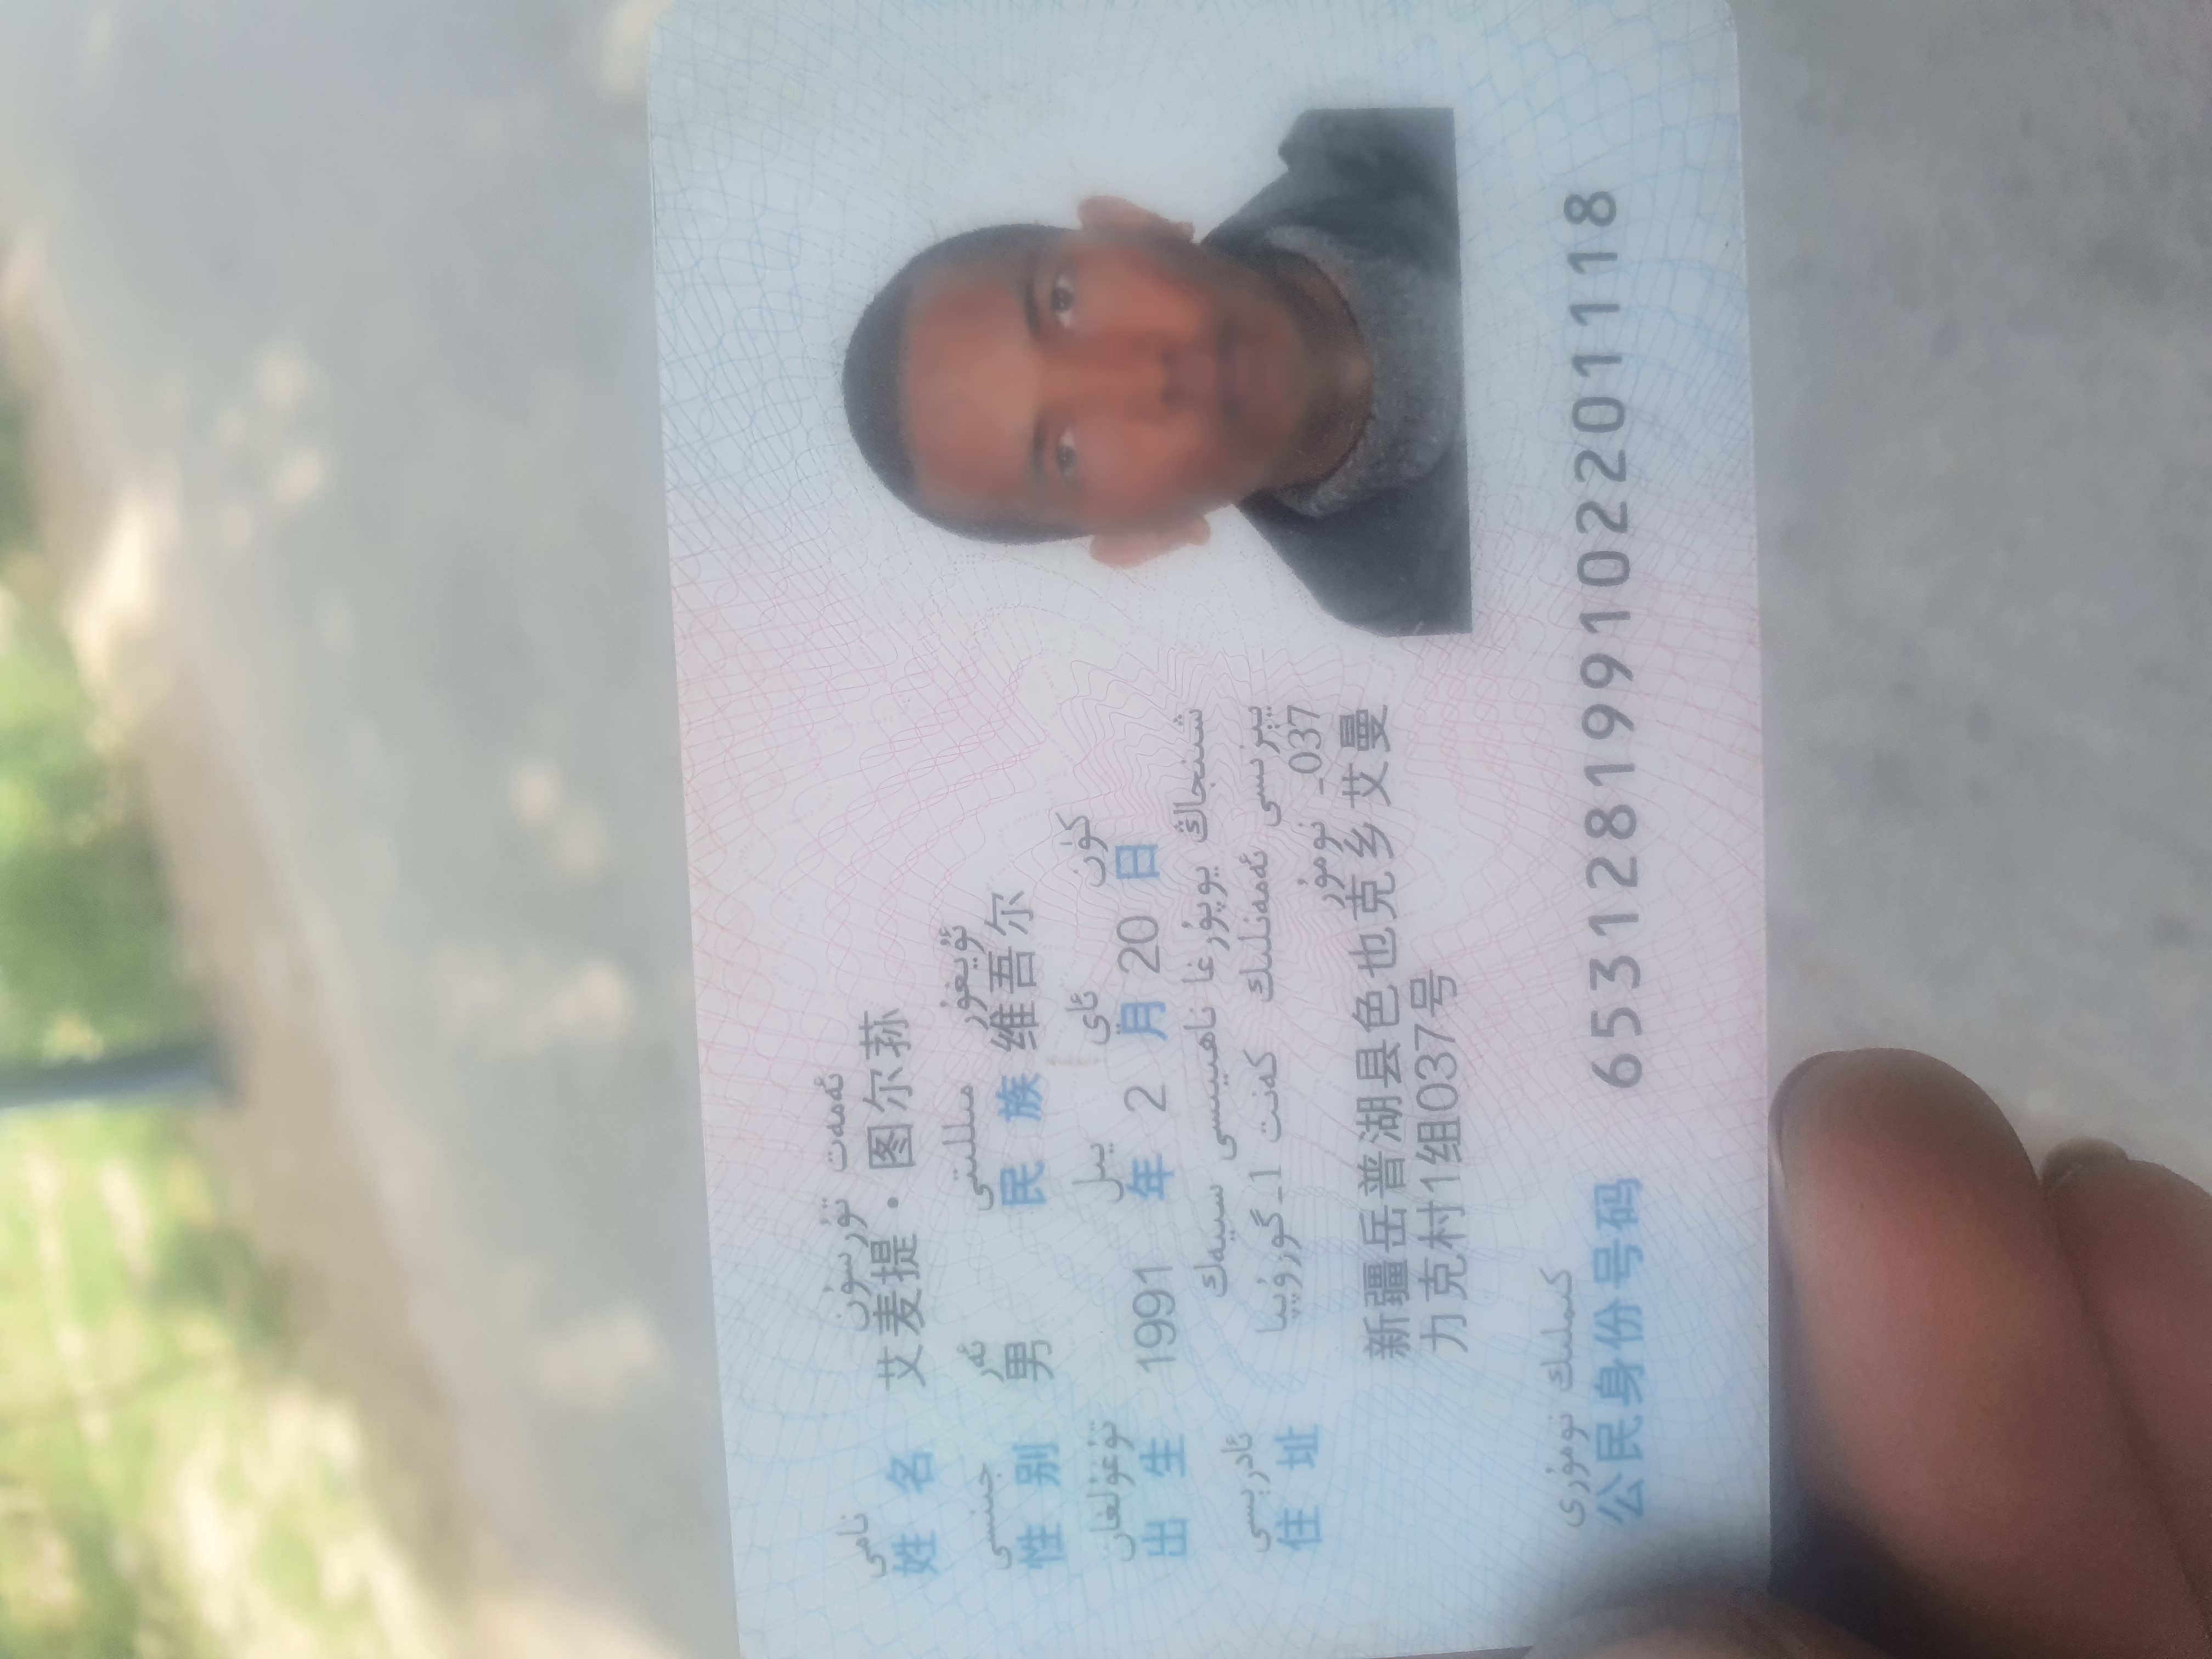 نامى ئەمەت تۇرسۇن
姓名 艾麦提·图尔荪
جىنسى ئەر مىللىتى ئۇيغۇر
性别 男 民族 维吾尔
تۇغۇلغان يىل ئاي كۈن
出生 1991 年 2 月 20 日
ئادرېسى شىنجاڭ يوپۇرغا ناھىيىسى سىيەك
يېزىسى ئەمەنلىك كەنت 1-گورۇپپا
037- نومۇر
住址 新疆岳普湖县色也克乡艾曼
力克村1组037号
كىملىك نومۇرى
公民身份号码 653128199102201118